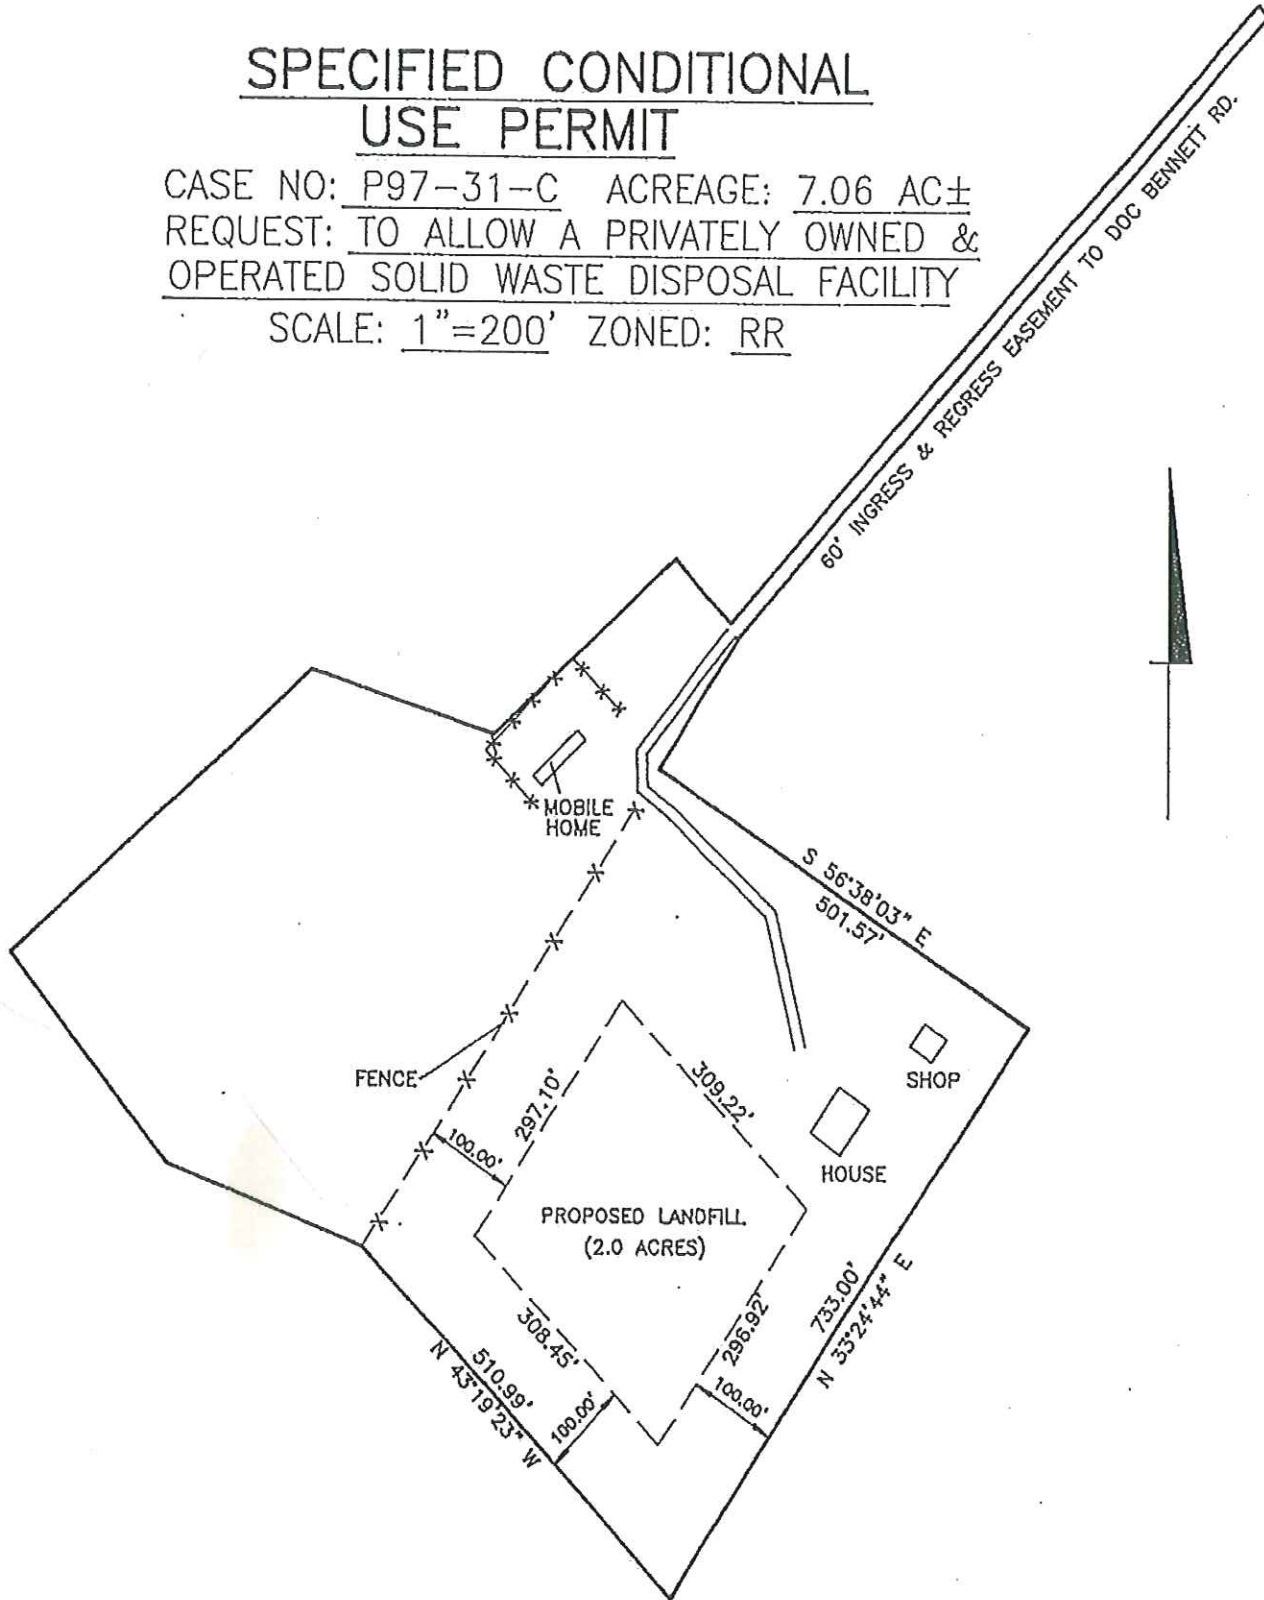 SPECIFIED CONDITIONAL
USE PERMIT
CASE NO: P97-31-C ACREAGE: 7.06 AC±
REQUEST: TO ALLOW A PRIVATELY OWNED &
OPERATED SOLID WASTE DISPOSAL FACILITY
SCALE: 1"=200' ZONED: RR
60' INGRESS & REGRESS EASEMENT TO DOC BENNETT RD.
MOBILE
HOME
S 56°38'03" E
501.57'
FENCE
SHOP
HOUSE
297.10'
309.22'
100.00'
PROPOSED LANDFILL
(2.0 ACRES)
308.45'
296.92'
733.00'
N 33°24'44" E
510.99'
N 43°19'23" W
100.00'
100.00'